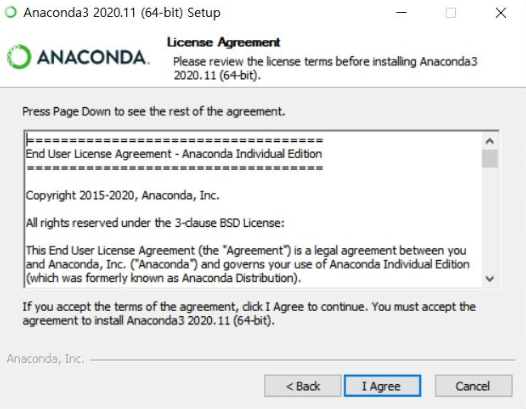 Anaconda3 2020.11 (64-bit) Setup
ANACONDA.
License Agreement
Please review the license terms before installing Anaconda3
2020.11 (64-bit).
Press Page Down to see the rest of the agreement.
==================================
End User License Agreement - Anaconda Individual Edition
==================================
Copyright 2015-2020, Anaconda, Inc.
All rights reserved under the 3-clause BSD License:
This End User License Agreement (the "Agreement") is a legal agreement between you
and Anaconda, Inc. ("Anaconda") and governs your use of Anaconda Individual Edition
(which was formerly known as Anaconda Distribution).
If you accept the terms of the agreement, click I Agree to continue. You must accept the
agreement to install Anaconda3 2020.11 (64-bit).
Anaconda, Inc.
< Back
I Agree
Cancel